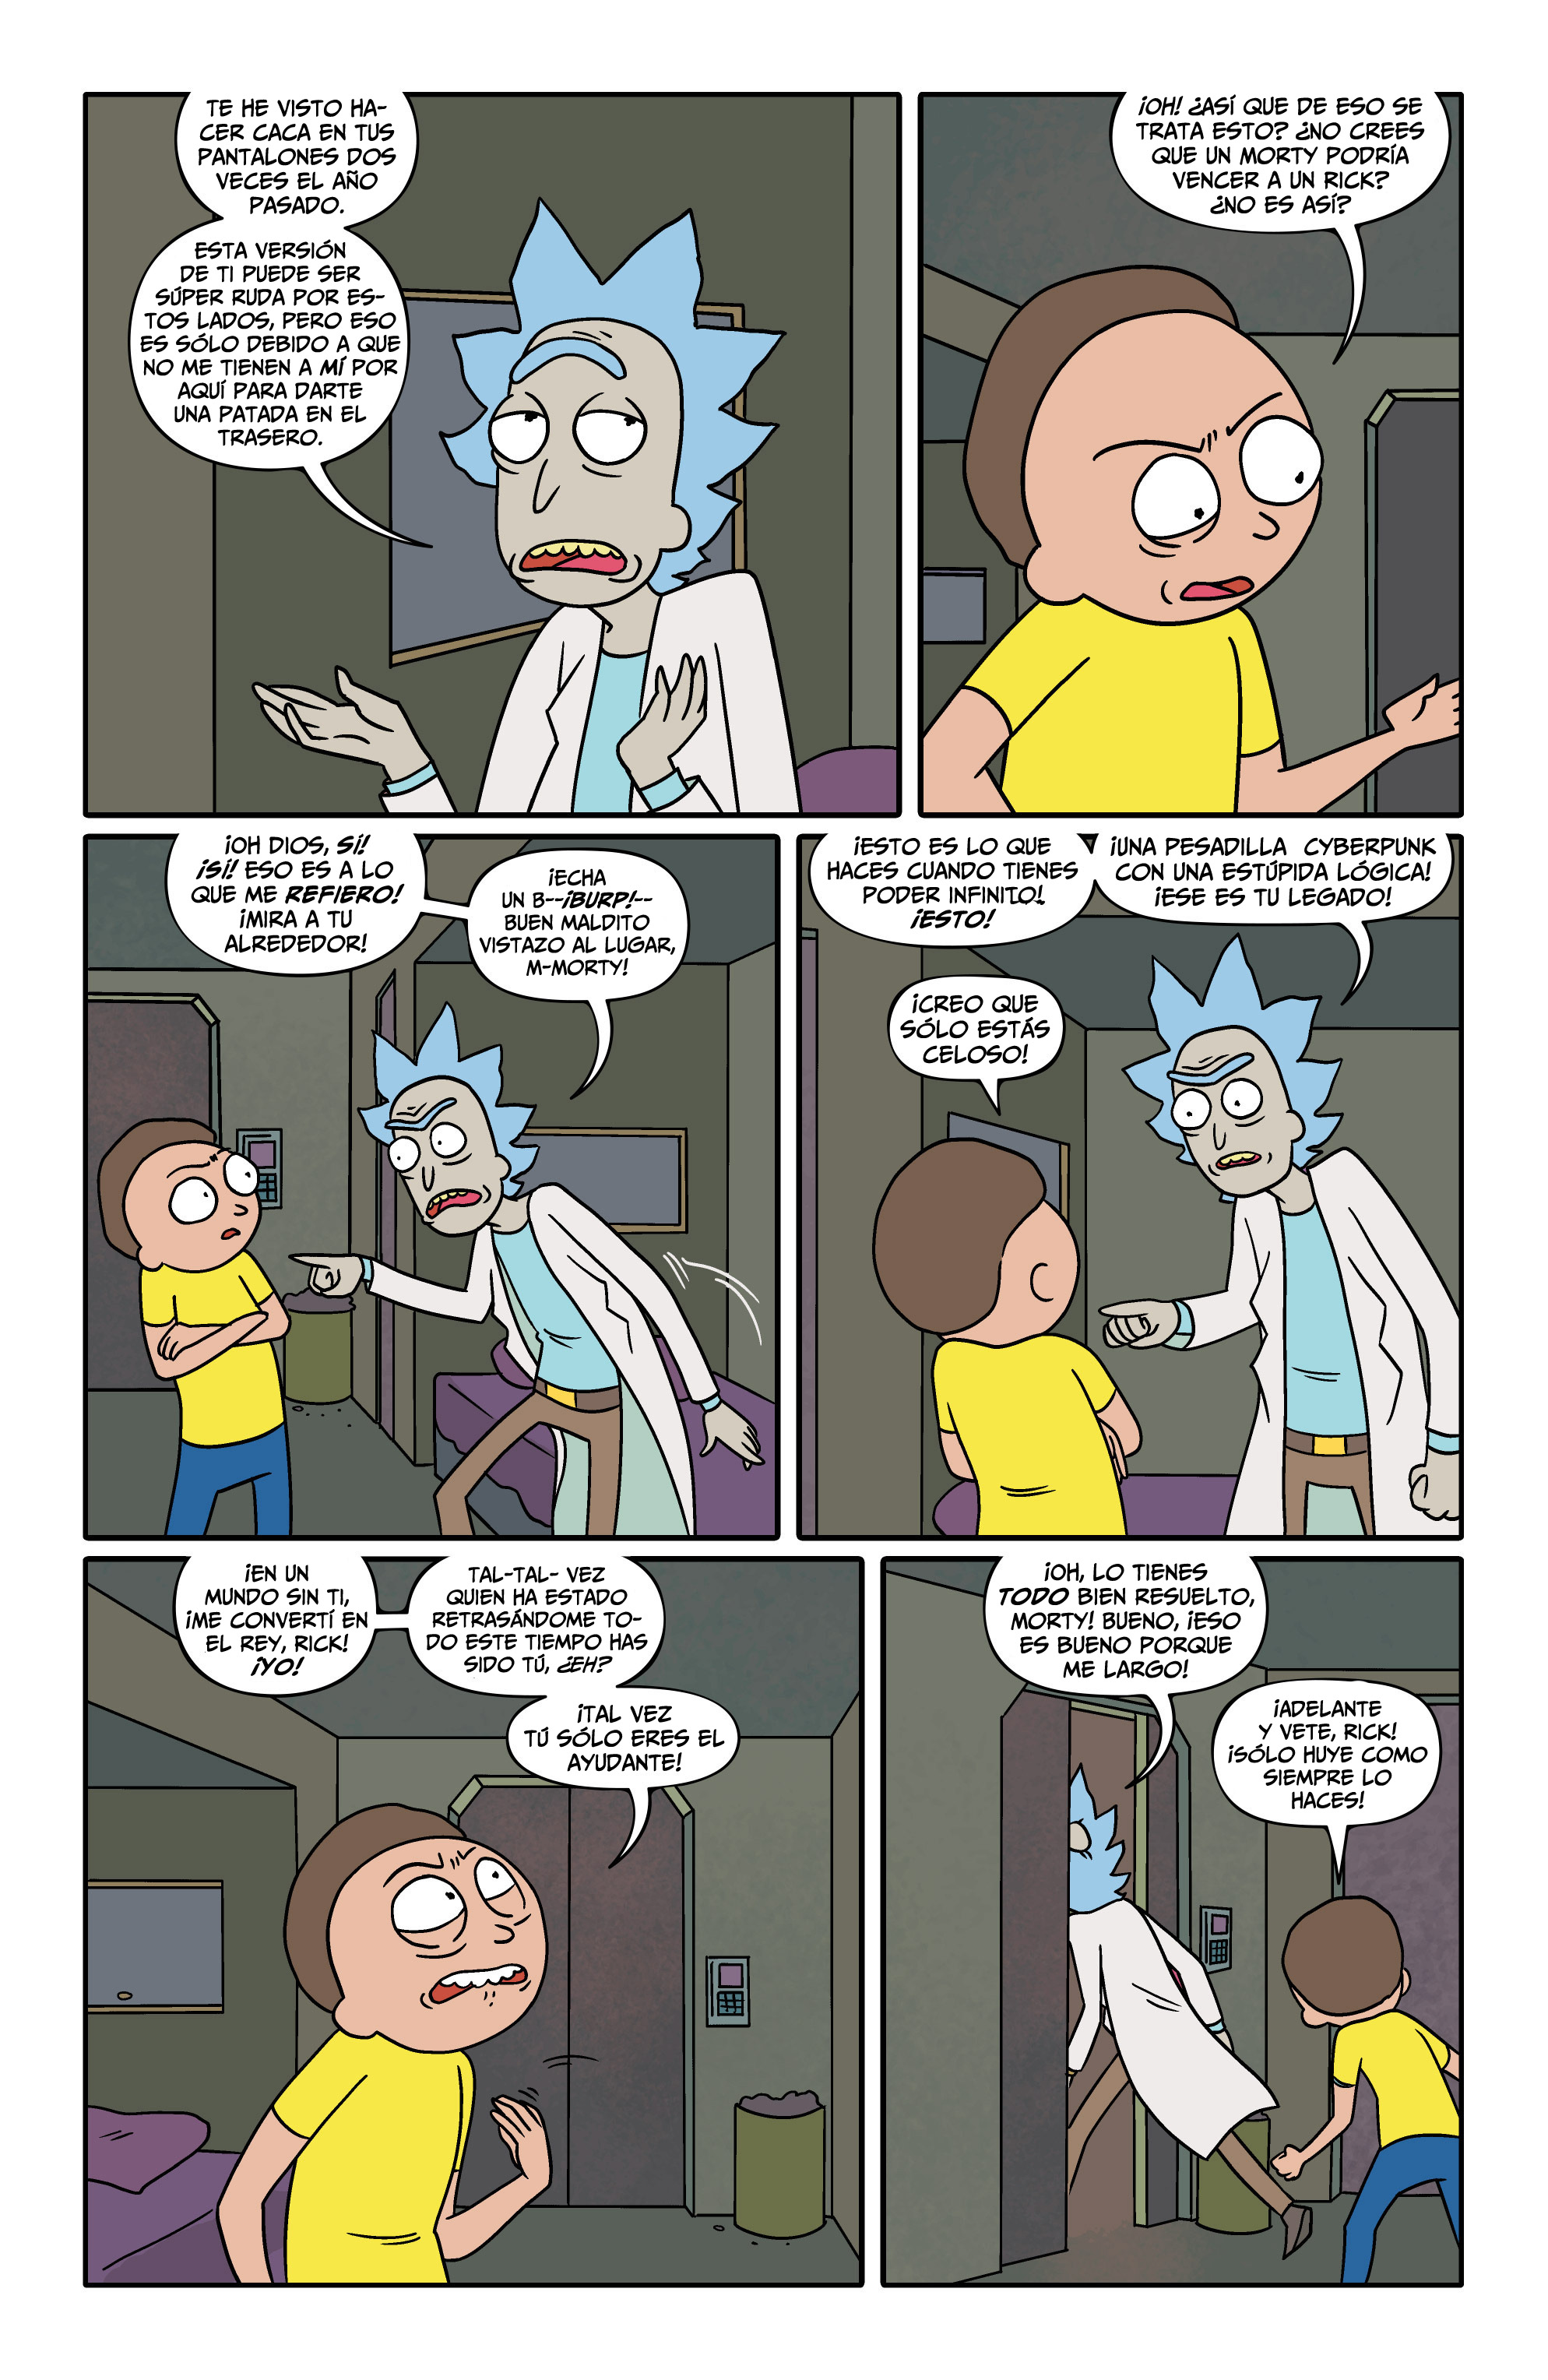 TE HE VISTO HA-
CER CACA EN TUS
PANTALONES DOS
VECES EL AÑO
PASADO.
ESTA VERSIÓN
DE TI PUEDE SER
SÚPER RUDA POR ES-
TOS LADOS, PERO ESO
ES SÓLO DEBIDO A QUE
NO ME TIENEN A MÍ POR
AQUÍ PARA DARTE
UNA PATADA EN EL
TRASERO.
¡OH! ¿ASÍ QUE DE ESO SE
TRATA ESTO? ¿NO CREES
QUE UN MORTY PODRÍA
VENCER A UN RICK?
¿NO ES ASÍ?
¡OH DIOS, SÍ!
¡SÍ! ESO ES A LO
QUE ME REFIERO!
¡MIRA A TU
ALREDEDOR!
¡ECHA
UN B--¡BURP!--
BUEN MALDITO
VISTAZO AL LUGAR,
M-MORTY!
¡ESTO ES LO QUE
HACES CUANDO TIENES
PODER INFINITO!
¡ESTO!
¡UNA PESADILLA CYBERPUNK
CON UNA ESTÚPIDA LÓGICA!
¡ESE ES TU LEGADO!
¡CREO QUE
SÓLO ESTÁS
CELOSO!
¡EN UN
MUNDO SIN TI,
¡ME CONVERTÍ EN
EL REY, RICK!
¡YO!
TAL-TAL- VEZ
QUIEN HA ESTADO
RETRASÁNDOME TO-
DO ESTE TIEMPO HAS
SIDO TÚ, ¿EH?
¡TAL VEZ
TÚ SÓLO ERES EL
AYUDANTE!
¡OH, LO TIENES
TODO BIEN RESUELTO,
MORTY! BUENO, ¡ESO
ES BUENO PORQUE
ME LARGO!
¡ADELANTE
Y VETE, RICK!
¡SÓLO HUYE COMO
SIEMPRE LO
HACES!